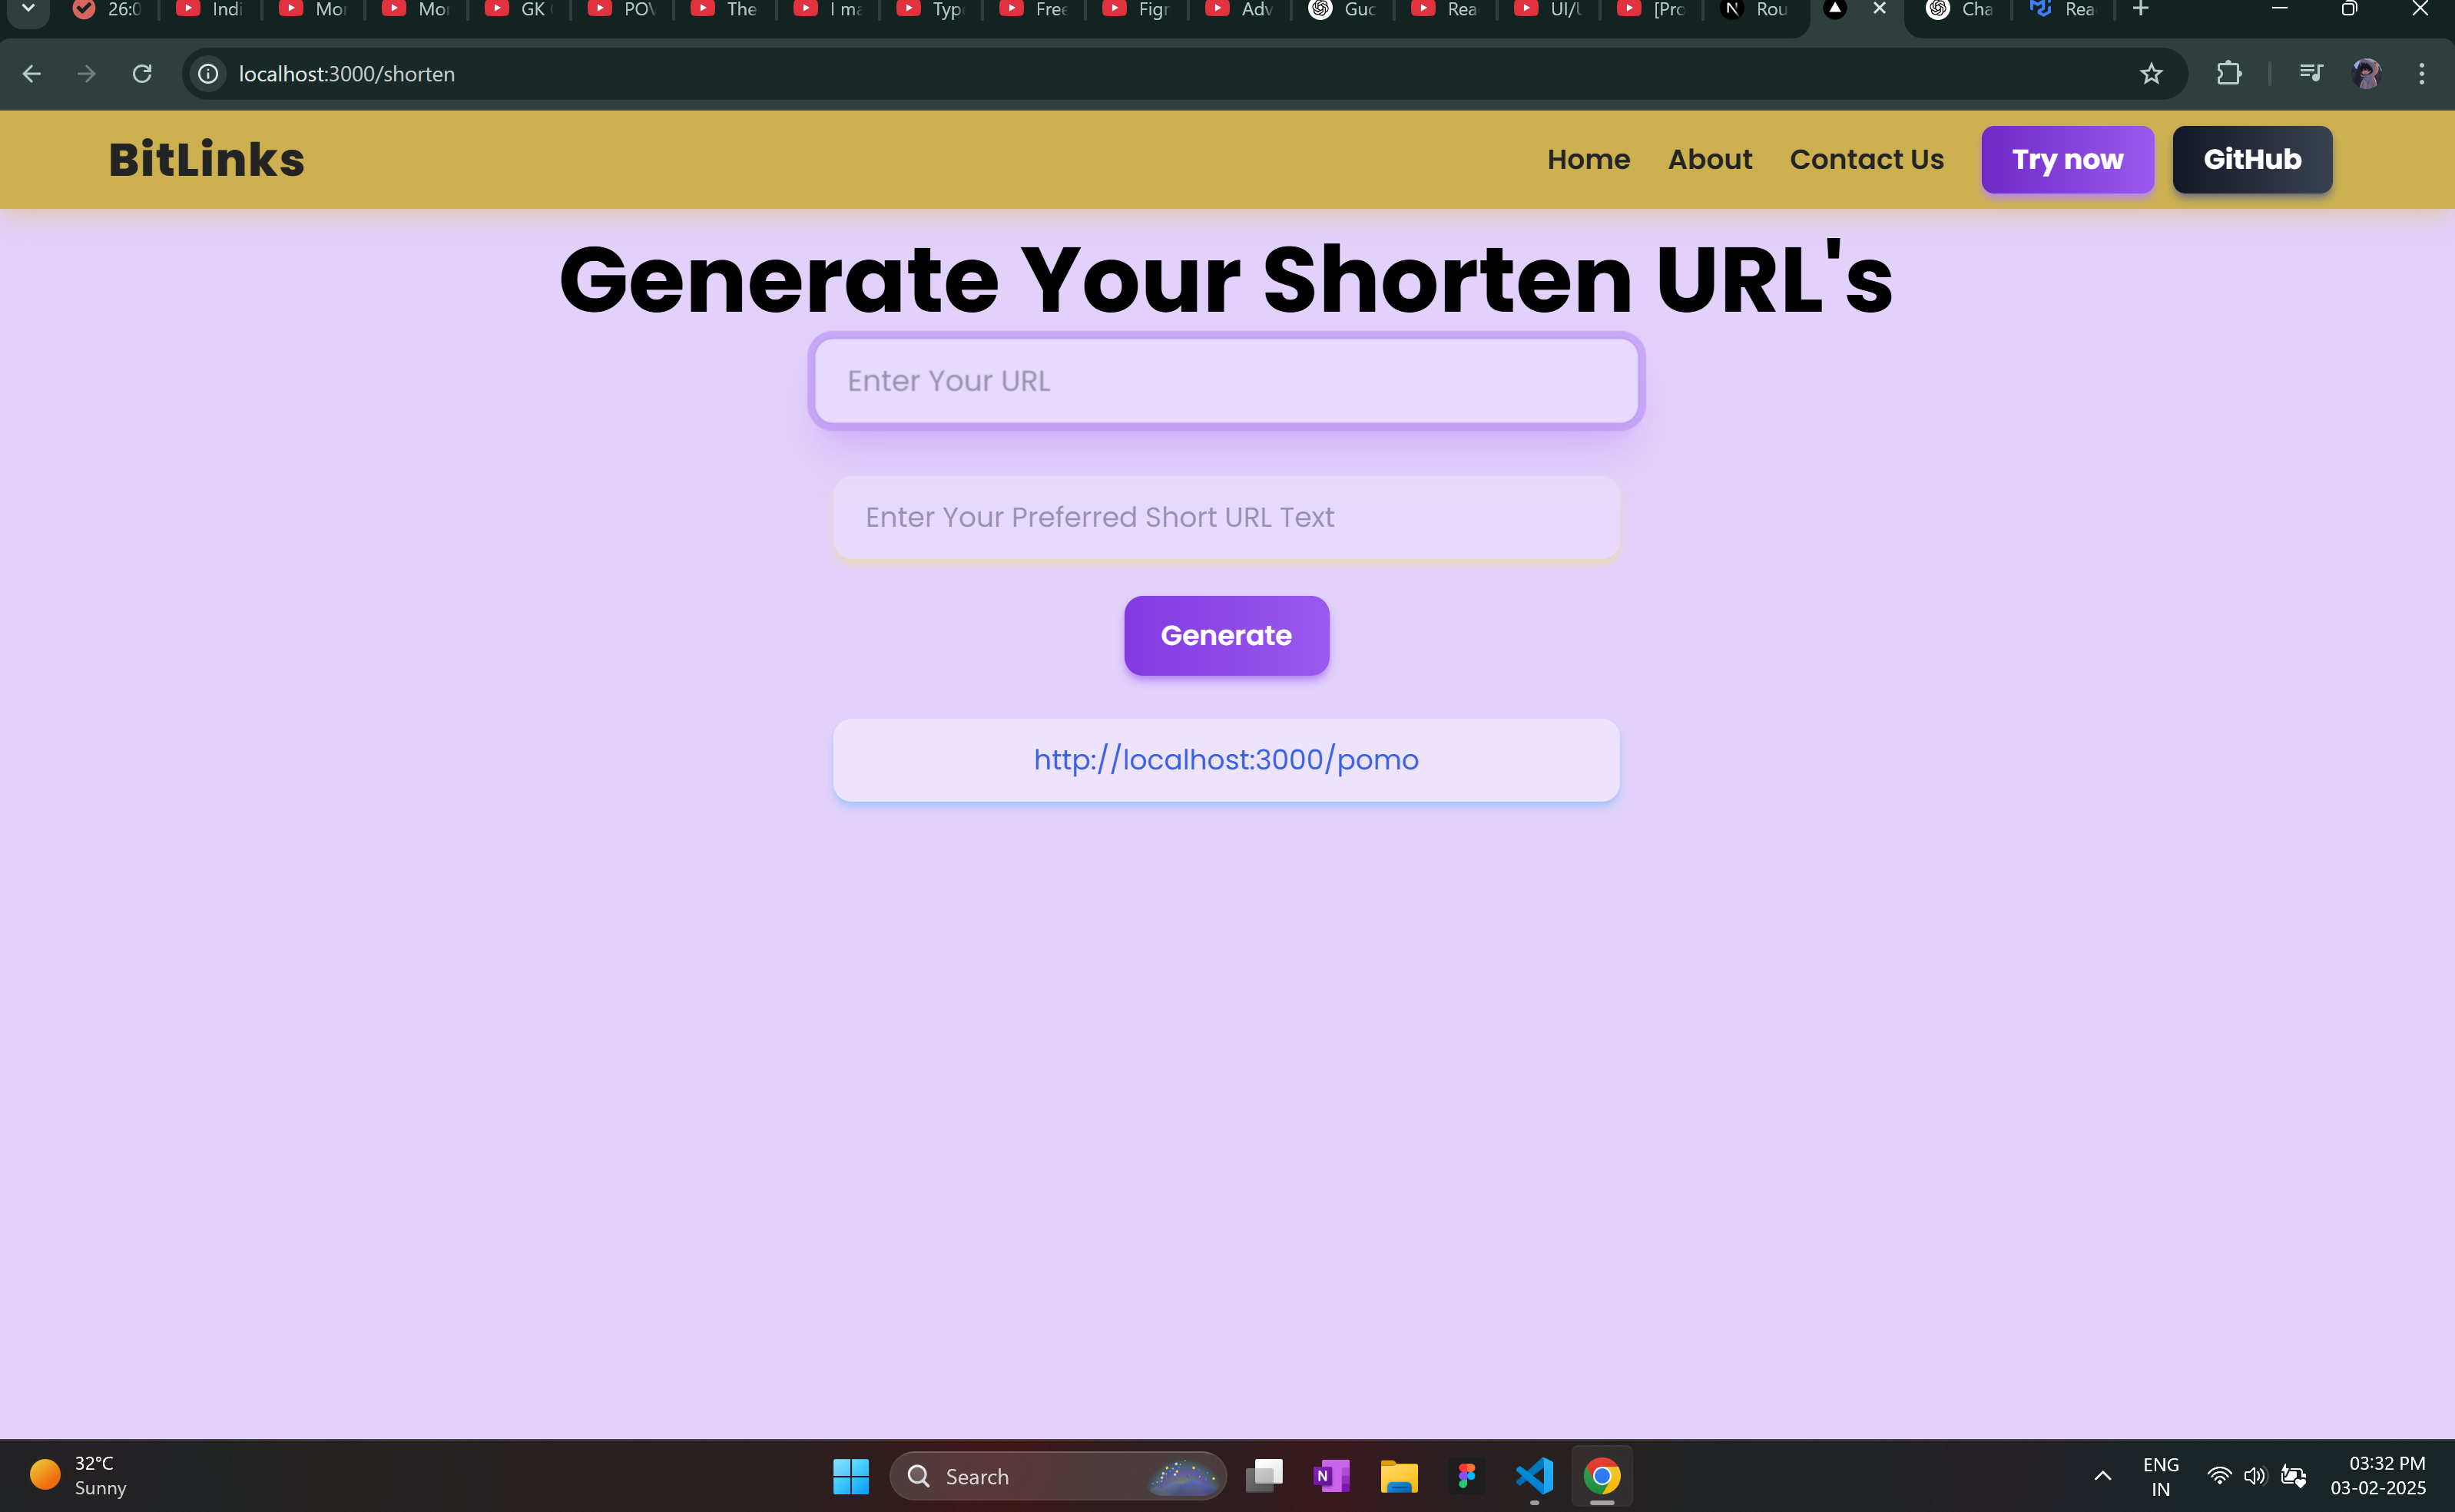 26:0 Indi Mor Mor GK POV The I ma Typ Free Figr Adv Guc Rea UI/U [Pro Rou Cha Rea
localhost:3000/shorten
BitLinks Home About Contact Us Try now GitHub
Generate Your Shorten URL's
Enter Your URL
Enter Your Preferred Short URL Text
Generate
http://localhost:3000/pomo
32°C
Sunny
Search
ENG
IN
03:32 PM
03-02-2025